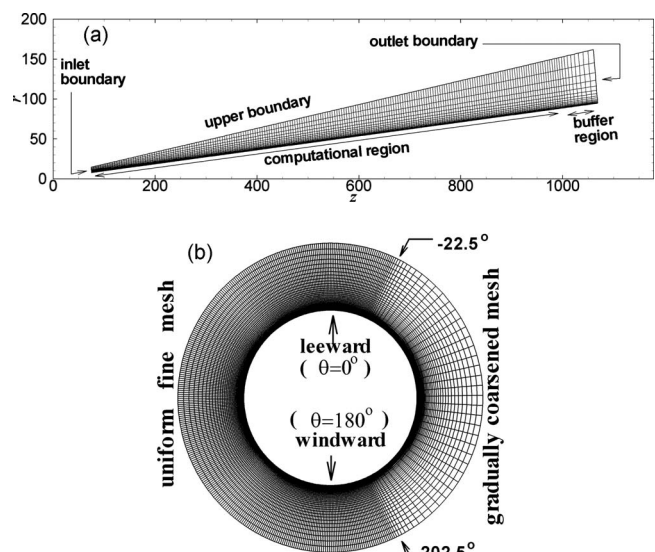 200
(a)
outlet boundary
150
inlet
boundary
r
100
upper boundary
buffer
region
50
computational region
0
0
200
400
600
800
1000
z
(b)
-22.5°
uniform fine mesh
leeward
( θ=0° )
( θ=180° )
windward
gradually coarsened mesh
202.5°